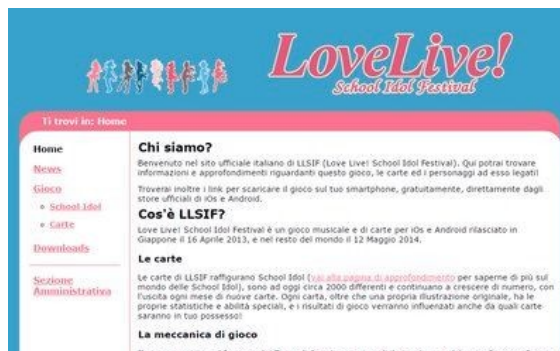 LoveLive!
School Idol Festival
Ti trovi in: Home
Home
News
Gioco
School Idol
Carte
Downloads
Sezione
Amministrativa
Chi siamo?
Benvenuto nel sito ufficiale italiano di LLSIF (Love Live! School Idol Festival). Qui potrai trovare
informazioni e approfondimenti riguardanti questo gioco, le carte ed i personaggi ad esso legati!
Troverai inoltre i link per scaricare il gioco sul tuo smartphone, gratuitamente, direttamente dagli
store ufficiali di iOs e Android.
Cos'è LLSIF?
Love Live! School Idol Festival è un gioco musicale e di carte per iOs e Android rilasciato in
Giappone il 16 Aprile 2013, e nel resto del mondo il 12 Maggio 2014.
Le carte
Le carte di LLSIF raffigurano School Idol (vai alla pagina di approfondimento per saperne di più sul
mondo delle School Idol), sono ad oggi circa 2000 differenti e continuano a crescere di numero, con
l'uscita ogni mese di nuove carte. Ogni carta, oltre che una propria illustrazione originale, ha le
proprie statistiche e abilità speciali, e i risultati di gioco verranno influenzati anche da quali carte
saranno in tuo possesso!
La meccanica di gioco